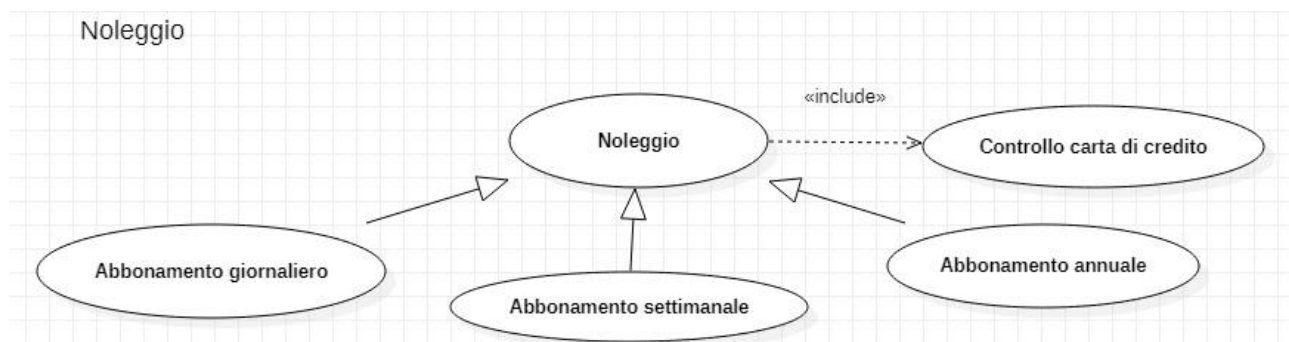 Noleggio
«include»
Noleggio
Controllo carta di credito
Abbonamento giornaliero
Abbonamento settimanale
Abbonamento annuale